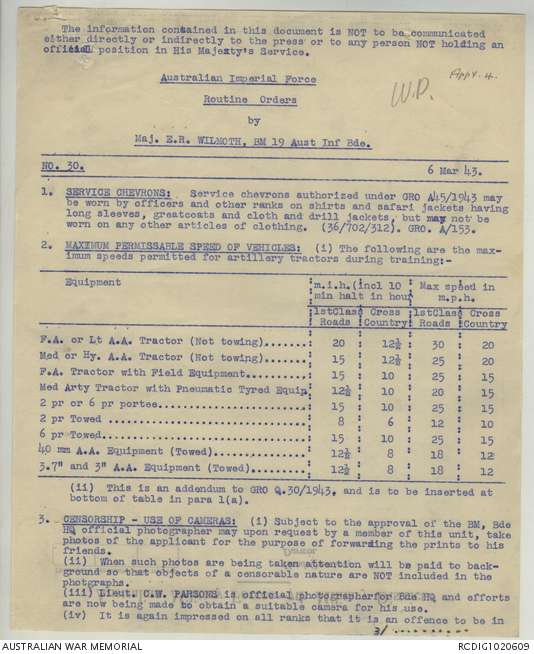 The information contained in this document is NOT to be communicated
either directly or indirectly to the press or to any person NOT holding an
official position in His Majesty's Service.
Appx. 4.
W.D.
Australian Imperial Force
Routine Orders
by
Maj. E.R. WILMOTH, BM 19 Aust Inf Bde.
NO. 30. 6 Mar 43.
1. SERVICE CHEVRONS: Service chevrons authorized under GRO A45/1943 may
be worn by officers and other ranks on shirts and safari jackets having
long sleeves, greatcoats and cloth and drill jackets, but may not be
worn on any other articles of clothing. (36/702/312). GRO. A/153.
2. MAXIMUM PERMISSABLE SPEED OF VEHICLES: (i) The following are the max-
imum speeds permitted for artillery tractors during training:-
Equipment m.i.h.(incl 10 Max speed in
min halt in hour m.p.h.
1stClass Cross 1stClass Cross
Roads Country Roads Country
F.A. or Lt A.A. Tractor (Not towing)....... 20 12½ 30 20
Med or Hy. A.A. Tractor (Not towing)....... 15 12½ 25 20
F.A. Tractor with Field Equipment.......... 15 10 25 15
Med Arty Tractor with Pneumatic Tyred Equip. 12½ 10 20 15
2 pr or 6 pr portee........................ 15 10 25 15
2 pr Towed ................................ 8 6 12 10
6 pr Towed................................. 15 10 25 15
40 mm A.A. Equipment (Towed)............... 12½ 8 18 12
3.7" and 3" A.A. Equipment (Towed)......... 12½ 8 18 12
(ii) This is an addendum to GRO Q.30/1943, and is to be inserted at
bottom of table in para 1(a).
3. CENSORSHIP - USE OF CAMERAS: (i) Subject to the approval of the BM, Bde
HQ official photographer may upon request by a member of this unit, take
photos of the applicant for the purpose of forwarding the prints to his
friends.
(ii) When such photos are being taken attention will be paid to back-
ground so that objects of a censorable nature are NOT included in the
photgraphs.
(iii) Lieut. C.W. PARSONS is official photographer for Bde HQ and efforts
are now being made to obtain a suitable camera for his use.
(iv) It is again impressed on all ranks that it is an offence to be in
3/ .........
AUSTRALIAN WAR MEMORIAL RCDIG1020609